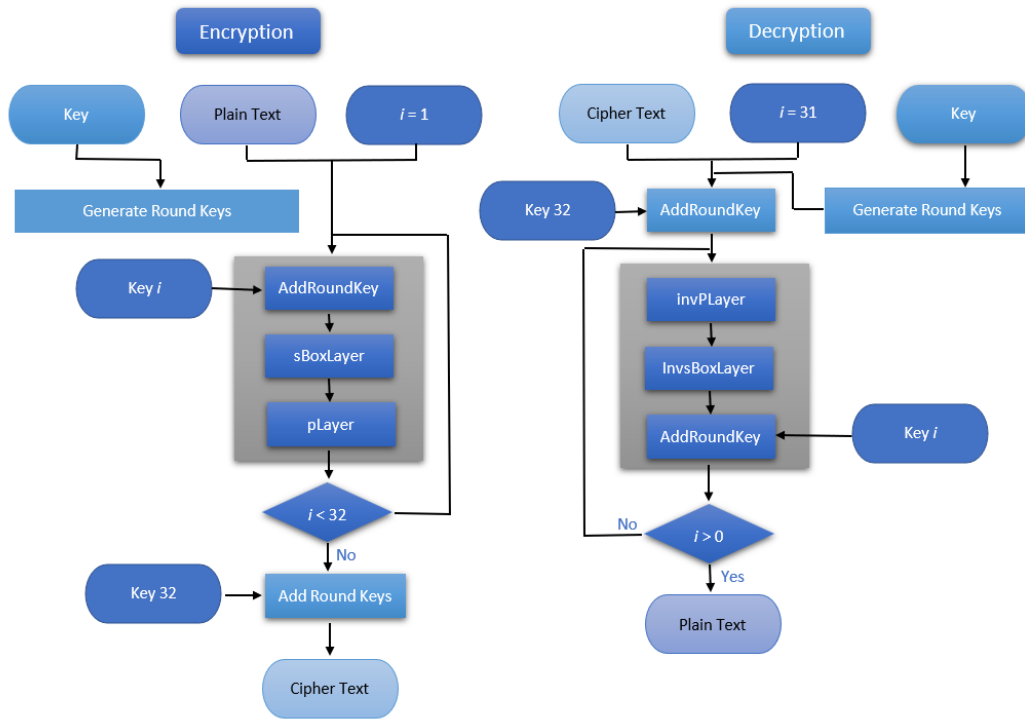 Encryption
Key
Plain Text
i = 1
Generate Round Keys
Key i
AddRoundKey
sBoxLayer
pLayer
i < 32
No
Key 32
Add Round Keys
Cipher Text
Decryption
Cipher Text
i = 31
Key
Key 32
AddRoundKey
Generate Round Keys
invPLayer
InvsBoxLayer
AddRoundKey
Key i
No
i > 0
Yes
Plain Text